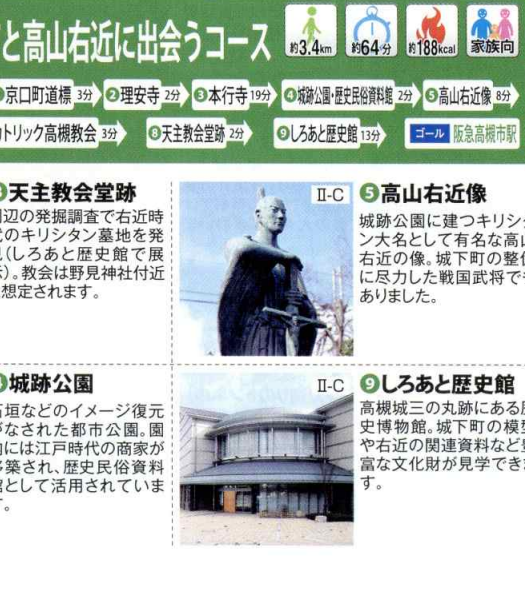 と高山右近に出会うコース
約3.4km
約64分
約188kcal
家族向
京口町道標 3分
❷理安寺 2分
❸本行寺 19分
❹城跡公園・歴史民俗資料館 2分
❺高山右近像 8分
トリック高槻教会 3分
❽天主教会堂跡 2分
❾しろあと歴史館 13分
ゴール 阪急高槻市駅
天主教会堂跡
辺の発掘調査で右近時
のキリシタン墓地を発
(しろあと歴史館で展
)。教会は野見神社付近
想定されます。
II-C
❺高山右近像
城跡公園に建つキリシ
ン大名として有名な高
右近の像。城下町の整
に尽力した戦国武将で
ありました。
城跡公園
垣などのイメージ復元
なされた都市公園。園
には江戸時代の商家が
築され、歴史民俗資料
館として活用されていま
。
II-C
❾しろあと歴史館
高槻城三の丸跡にある
史博物館。城下町の模
や右近の関連資料など
富な文化財が見学でき
す。